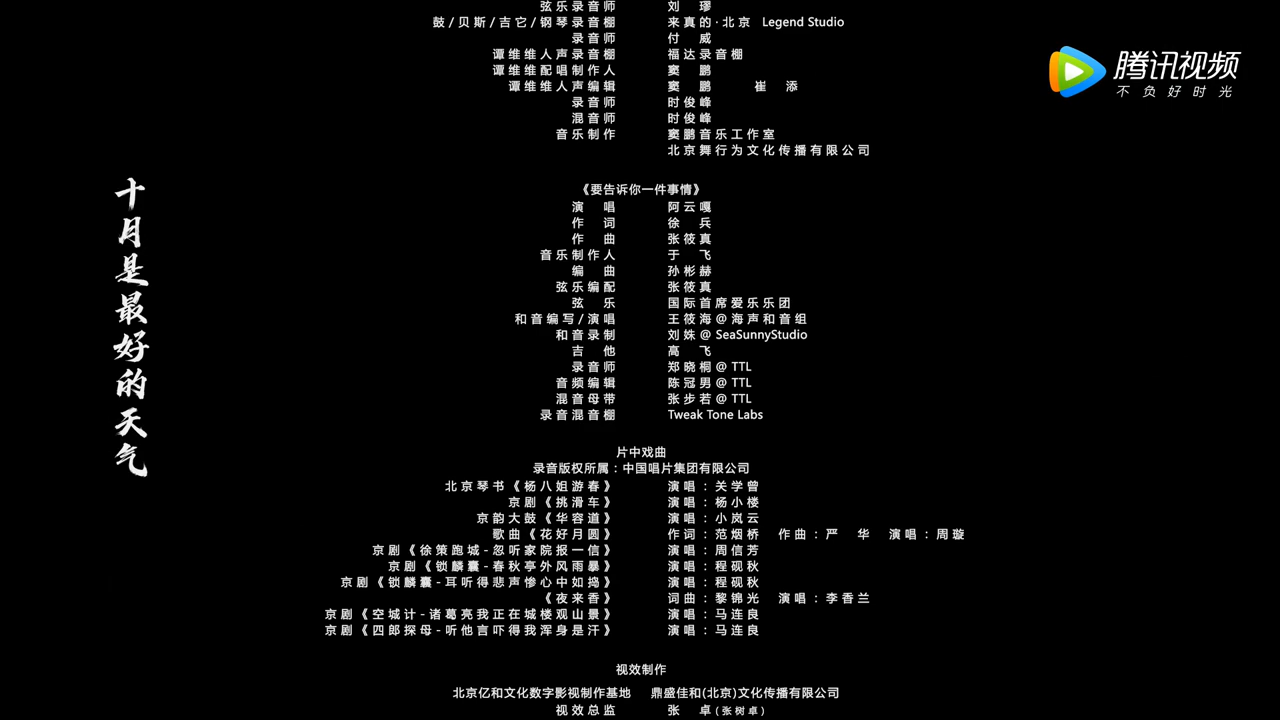 弦乐录音师 刘 璆
鼓/贝斯/吉它/钢琴录音棚 来真的·北京 Legend Studio
录音师 付 威
谭维维人声录音棚 福达录音棚
谭维维配唱制作人 窦 鹏
谭维维人声编辑 窦 鹏 崔 添
录音师 时俊峰
混音师 时俊峰
音乐制作 窦鹏音乐工作室
北京舞行为文化传播有限公司
腾讯视频
不负好时光
十月是最好的天气
《要告诉你一件事情》
演 唱 阿云嘎
作 词 徐 兵
作 曲 张筱真
音乐制作人 于 飞
编 曲 孙彬赫
弦乐编配 张筱真
弦 乐 国际首席爱乐乐团
和音编写/演唱 王筱海@海声和音组
和音录制 刘姝@SeaSunnyStudio
吉 他 高 飞
录音师 郑晓桐@TTL
音频编辑 陈冠男@TTL
混音母带 张步若@TTL
录音混音棚 Tweak Tone Labs
片中戏曲
录音版权所属：中国唱片集团有限公司
北京琴书《杨八姐游春》 演唱：关学曾
京剧《挑滑车》 演唱：杨小楼
京韵大鼓《华容道》 演唱：小岚云
歌曲《花好月圆》 作词：范烟桥 作曲：严 华 演唱：周璇
京剧《徐策跑城-忽听家院报一信》 演唱：周信芳
京剧《锁麟囊-春秋亭外风雨暴》 演唱：程砚秋
京剧《锁麟囊-耳听得悲声惨心中如捣》 演唱：程砚秋
《夜来香》 词曲：黎锦光 演唱：李香兰
京剧《空城计-诸葛亮我正在城楼观山景》 演唱：马连良
京剧《四郎探母-听他言吓得我浑身是汗》 演唱：马连良
视效制作
北京亿和文化数字影视制作基地 鼎盛佳和(北京)文化传播有限公司
视效总监 张 卓(张树卓)